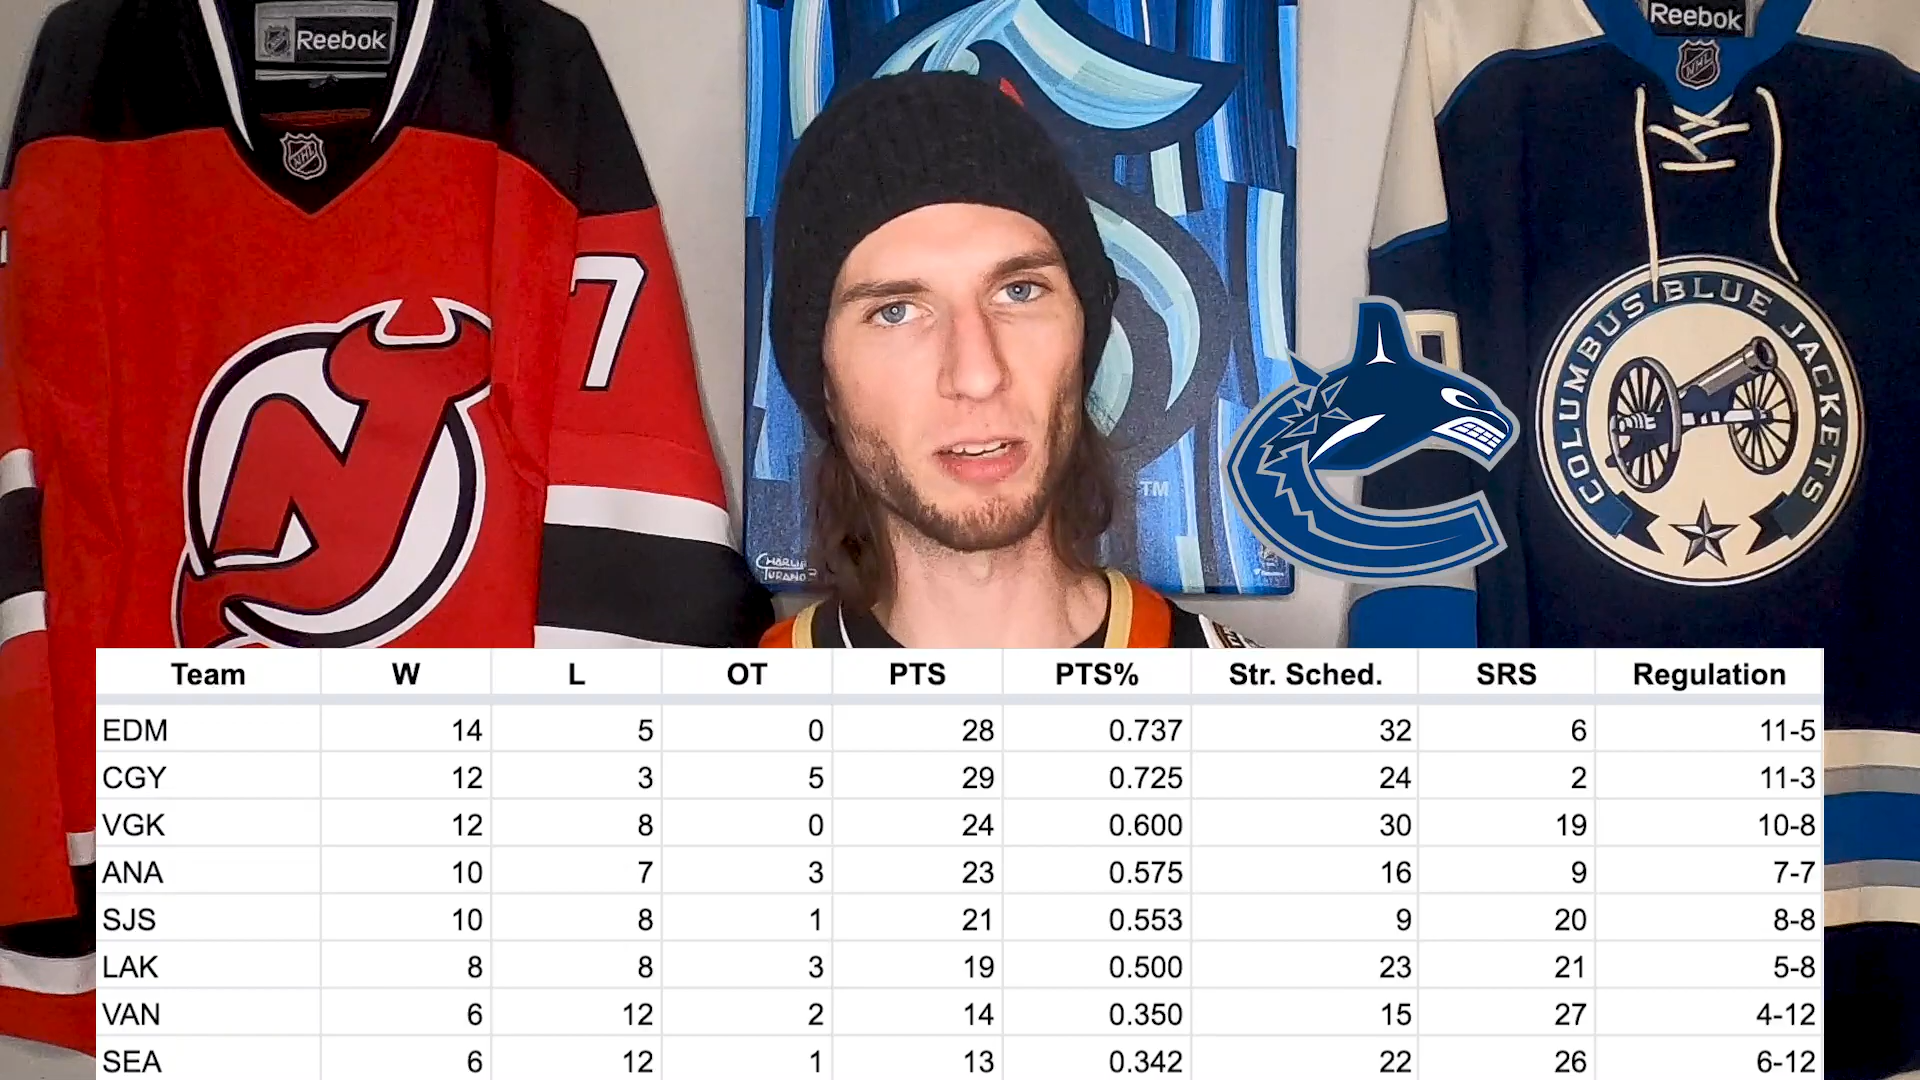 Reebok
NHL
7
Reebok
NHL
COLUMBUS BLUE JACKETS
TM
CHARLIE
TURANO 3
Team W L OT PTS PTS% Str. Sched. SRS Regulation
EDM 14 5 0 28 0.737 32 6 11-5
CGY 12 3 5 29 0.725 24 2 11-3
VGK 12 8 0 24 0.600 30 19 10-8
ANA 10 7 3 23 0.575 16 9 7-7
SJS 10 8 1 21 0.553 9 20 8-8
LAK 8 8 3 19 0.500 23 21 5-8
VAN 6 12 2 14 0.350 15 27 4-12
SEA 6 12 1 13 0.342 22 26 6-12